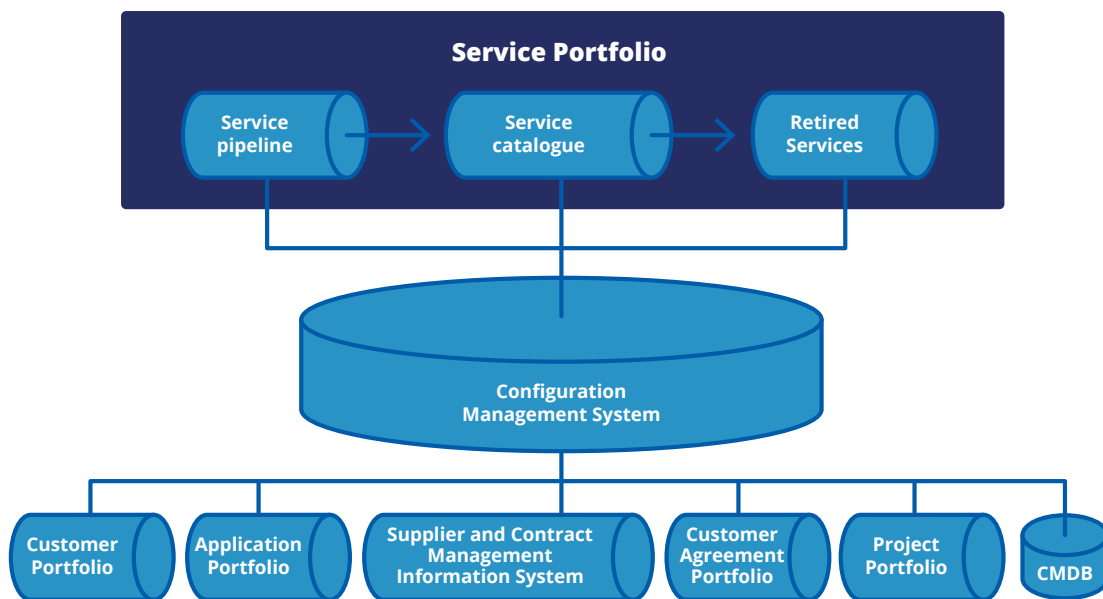 Service Portfolio
Service
pipeline
Service
catalogue
Retired
Services
Configuration
Management System
Customer
Portfolio
Application
Portfolio
Supplier and Contract
Management
Information System
Customer
Agreement
Portfolio
Project
Portfolio
CMDB